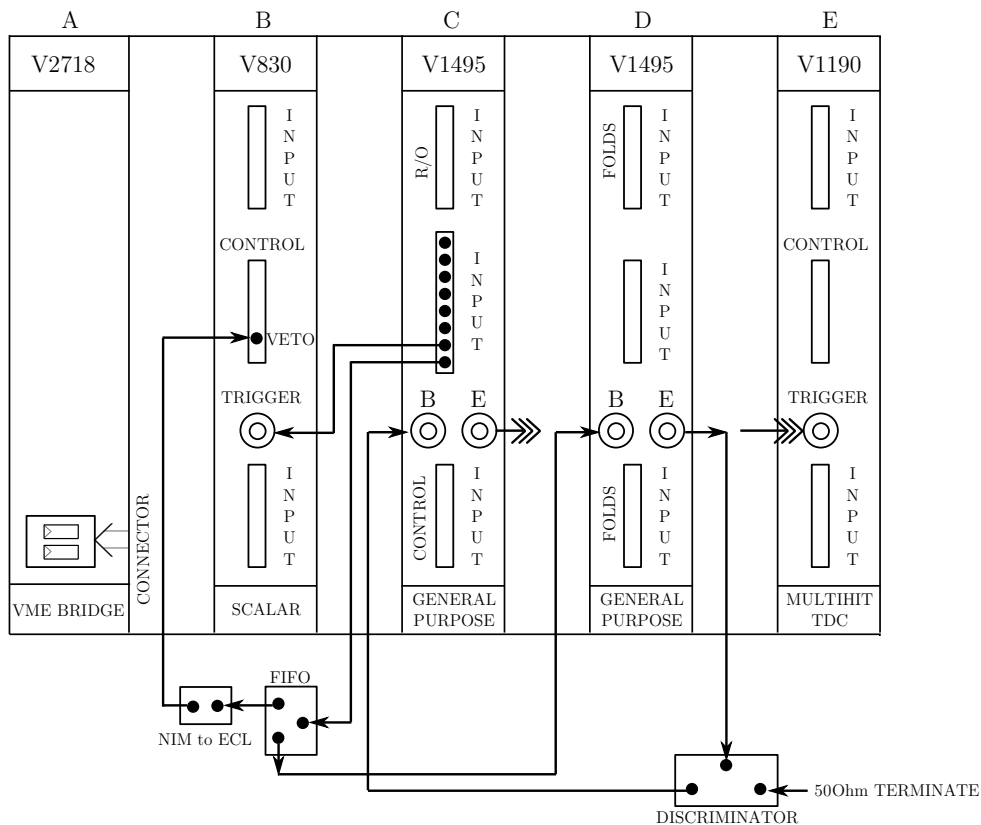 A B C D E
V2718 V830 V1495 V1495 V1190
INPUT
R/O
INPUT
FOLDS
INPUT
INPUT
CONTROL
CONTROL
INPUT
INPUT
VETO
TRIGGER
TRIGGER
B E
B E
INPUT
CONTROL
INPUT
FOLDS
INPUT
INPUT
CONNECTOR
VME BRIDGE
SCALAR
GENERAL
PURPOSE
GENERAL
PURPOSE
MULTIHIT
TDC
FIFO
NIM to ECL
50Ohm TERMINATE
DISCRIMINATOR